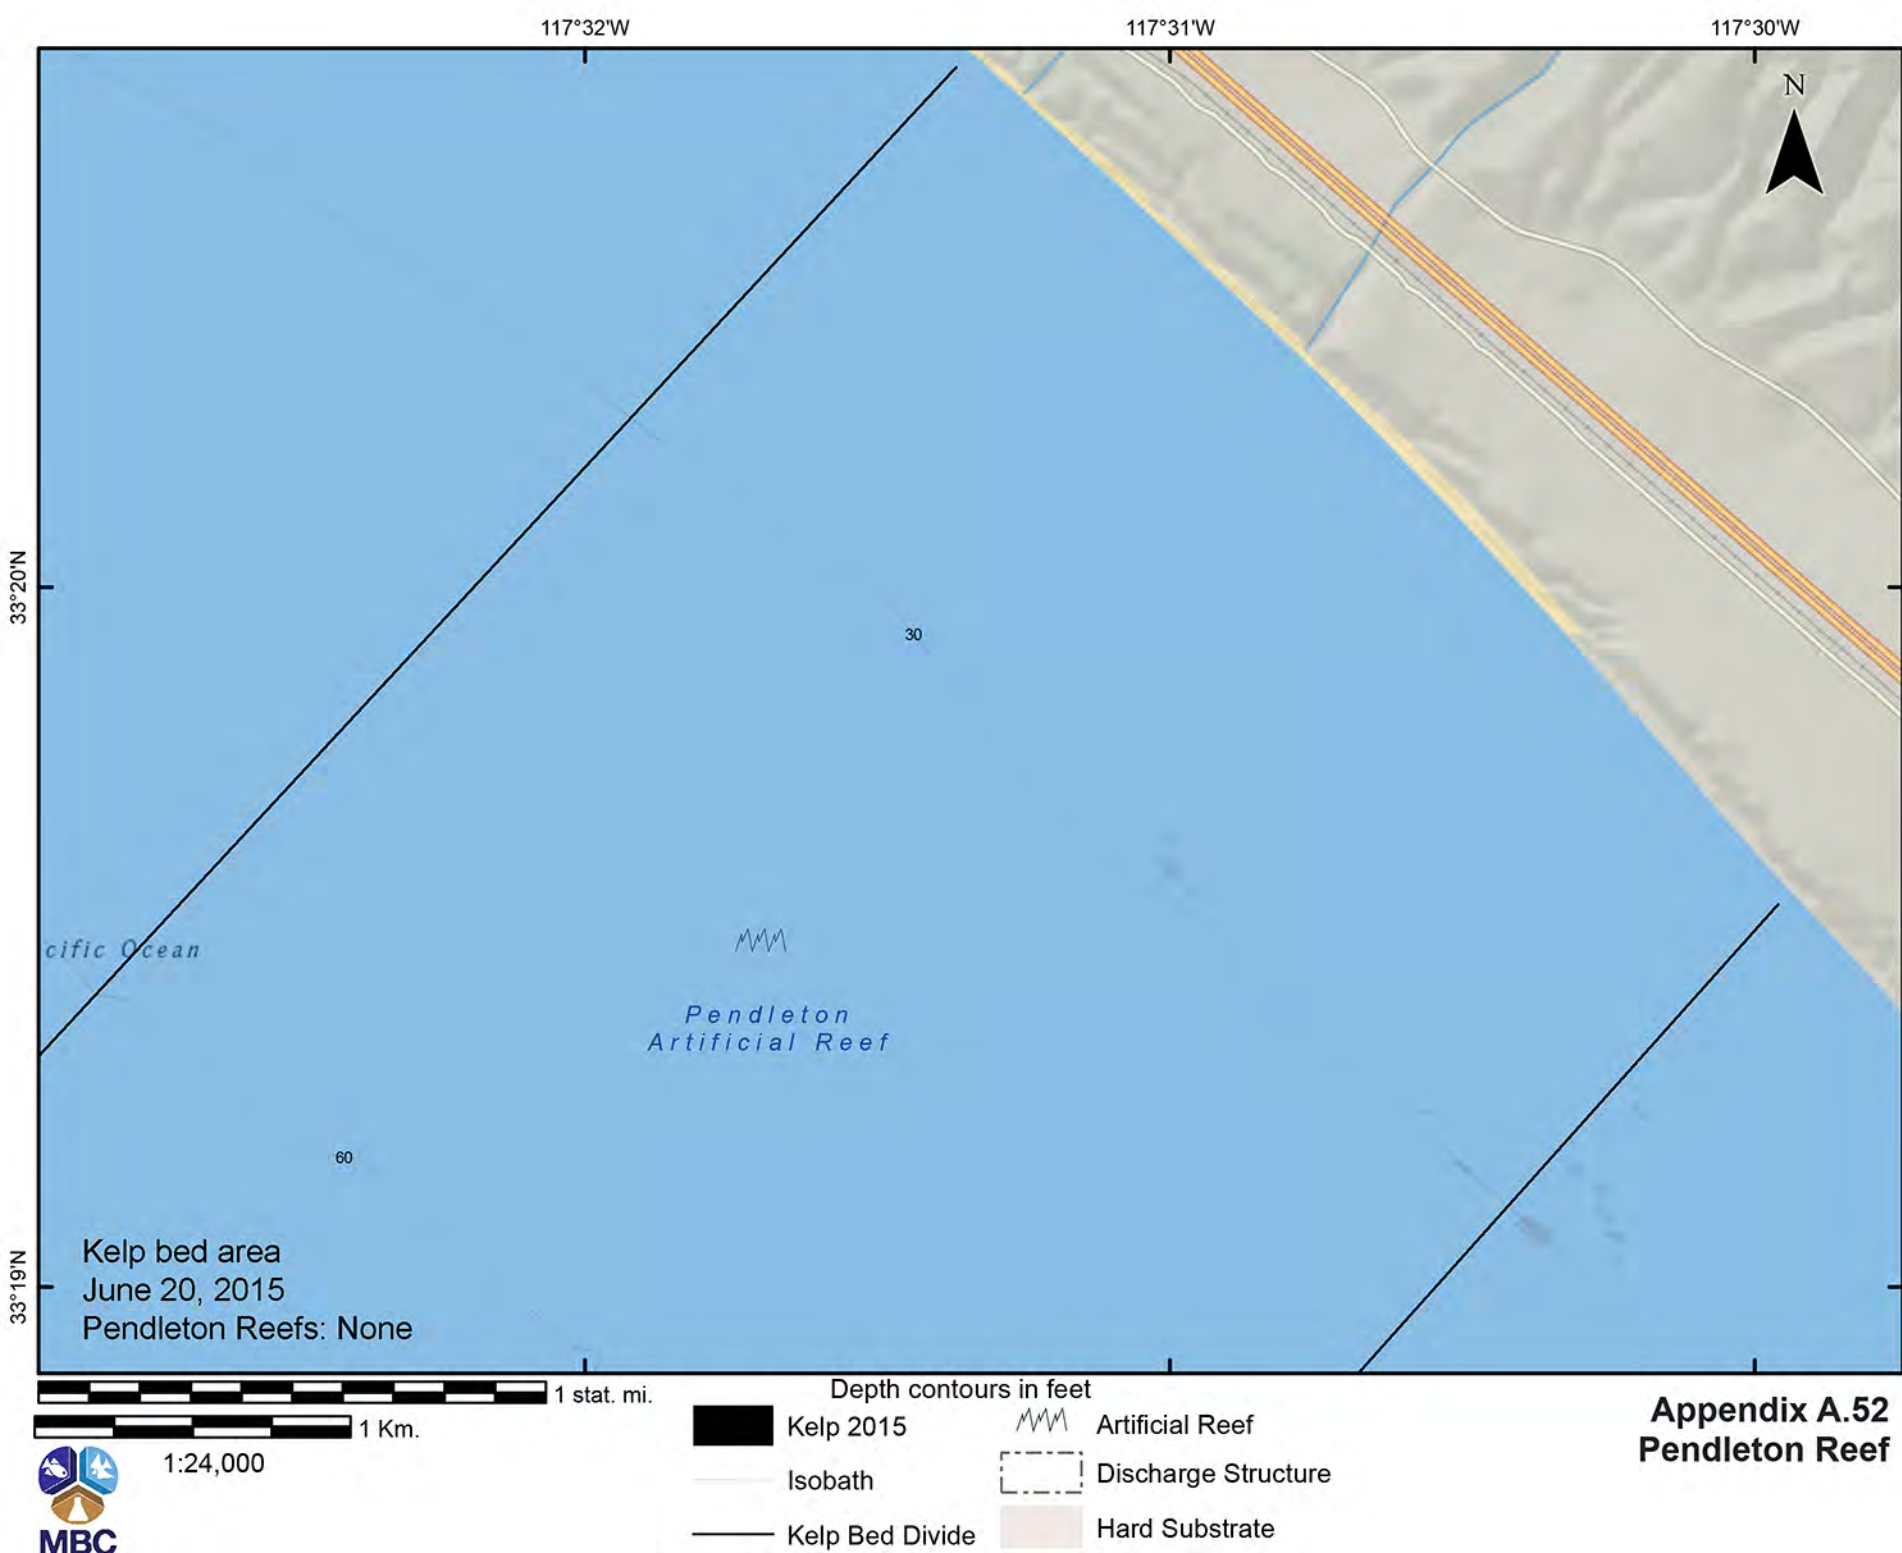 117°32'W
117°31'W
117°30'W
N
33°20'N
30
cific Ocean
Pendleton
Artificial Reef
60
Kelp bed area
June 20, 2015
Pendleton Reefs: None
33°19'N
1 stat. mi.
1 Km.
1:24,000
MBC
Depth contours in feet
Kelp 2015
Isobath
Kelp Bed Divide
Artificial Reef
Discharge Structure
Hard Substrate
Appendix A.52
Pendleton Reef